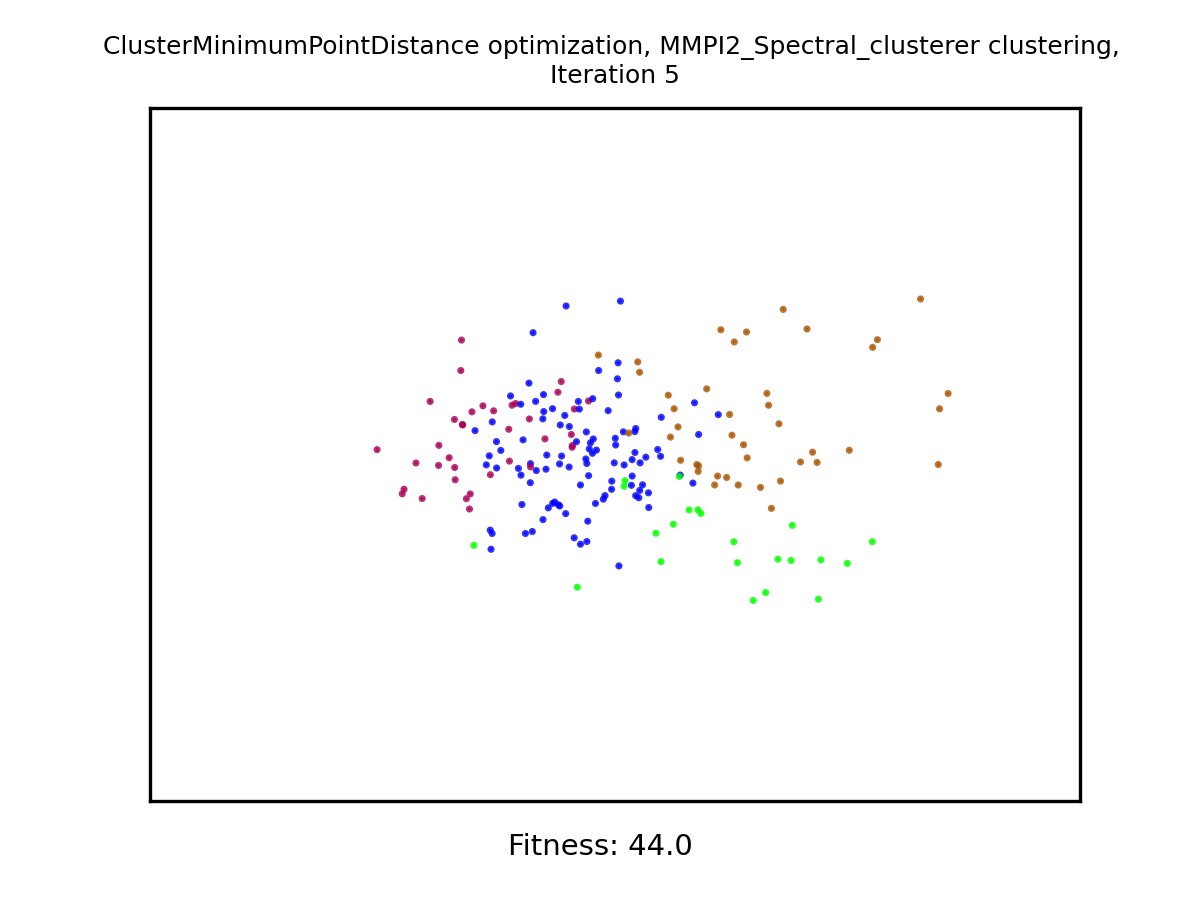 ClusterMinimumPointDistance optimization, MMPI2_Spectral_clusterer clustering,
Iteration 5
Fitness: 44.0